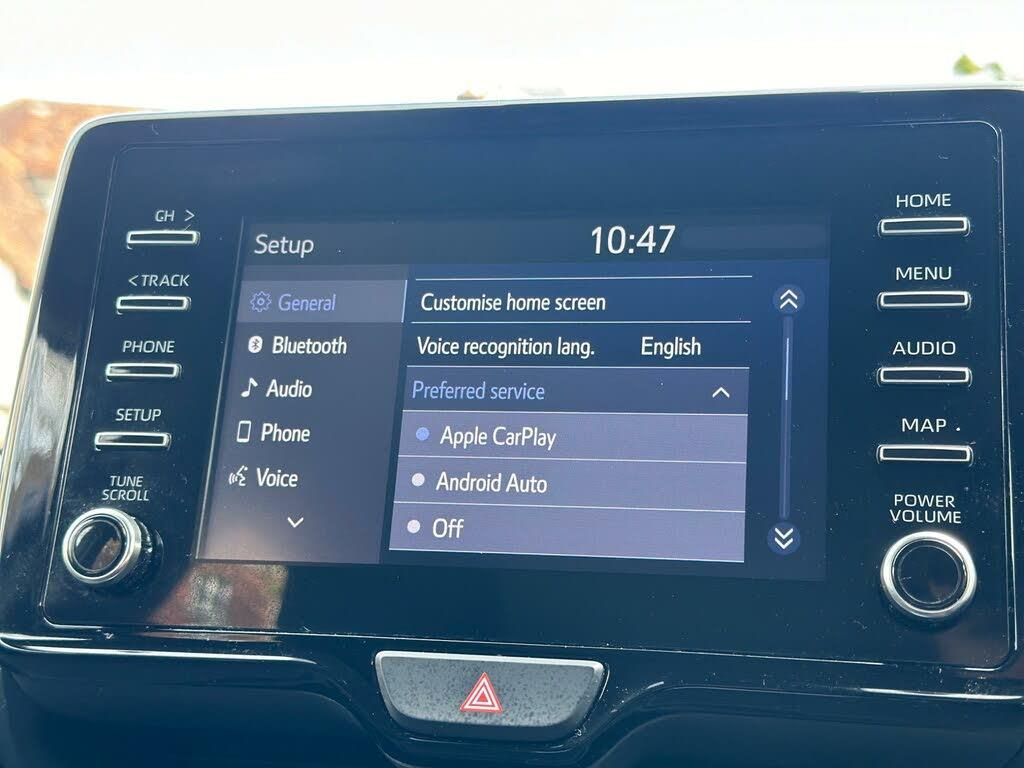 CH >
< TRACK
PHONE
SETUP
TUNE
SCROLL
Setup
10:47
General
Bluetooth
Audio
Phone
Voice
Customise home screen
Voice recognition lang. English
Preferred service
Apple CarPlay
Android Auto
Off
HOME
MENU
AUDIO
MAP
POWER
VOLUME